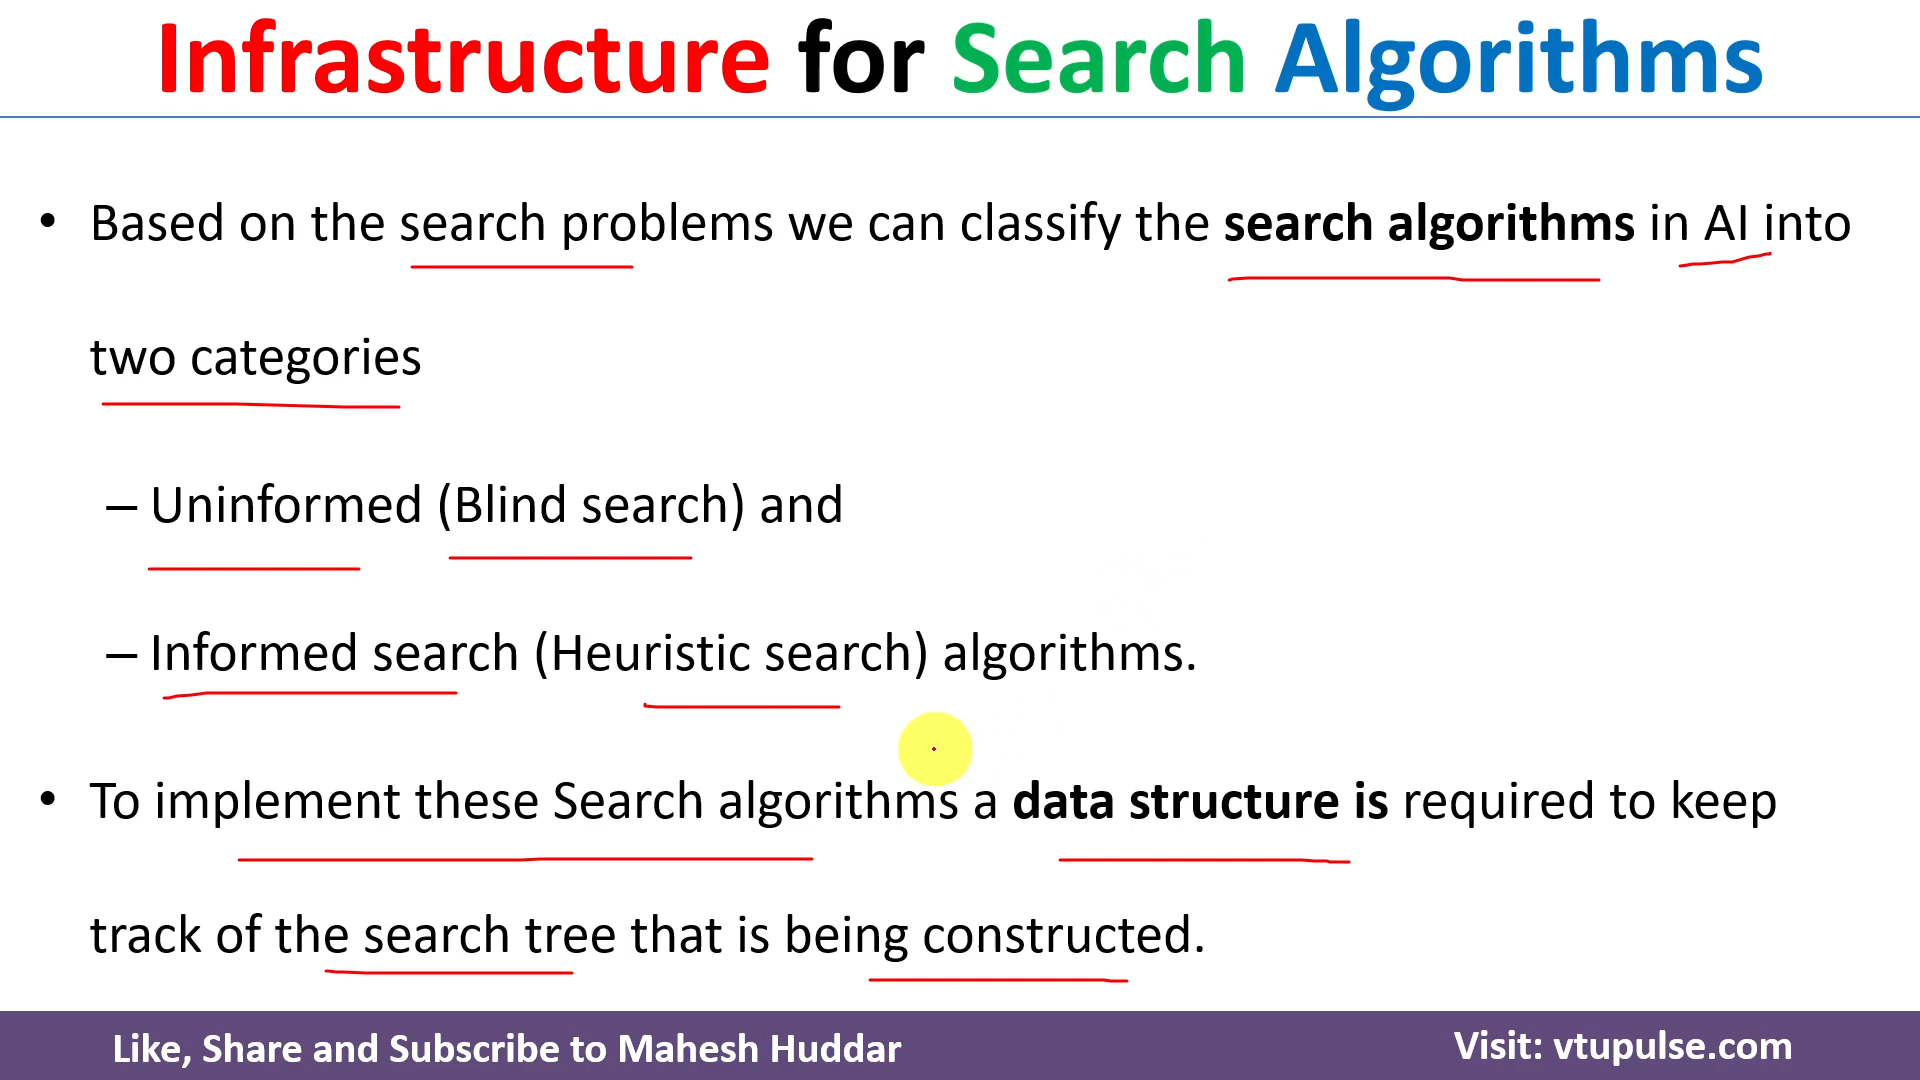 Infrastructure for Search Algorithms
• Based on the search problems we can classify the search algorithms in AI into
two categories
– Uninformed (Blind search) and
– Informed search (Heuristic search) algorithms.
• To implement these Search algorithms a data structure is required to keep
track of the search tree that is being constructed.
Like, Share and Subscribe to Mahesh Huddar
Visit: vtupulse.com